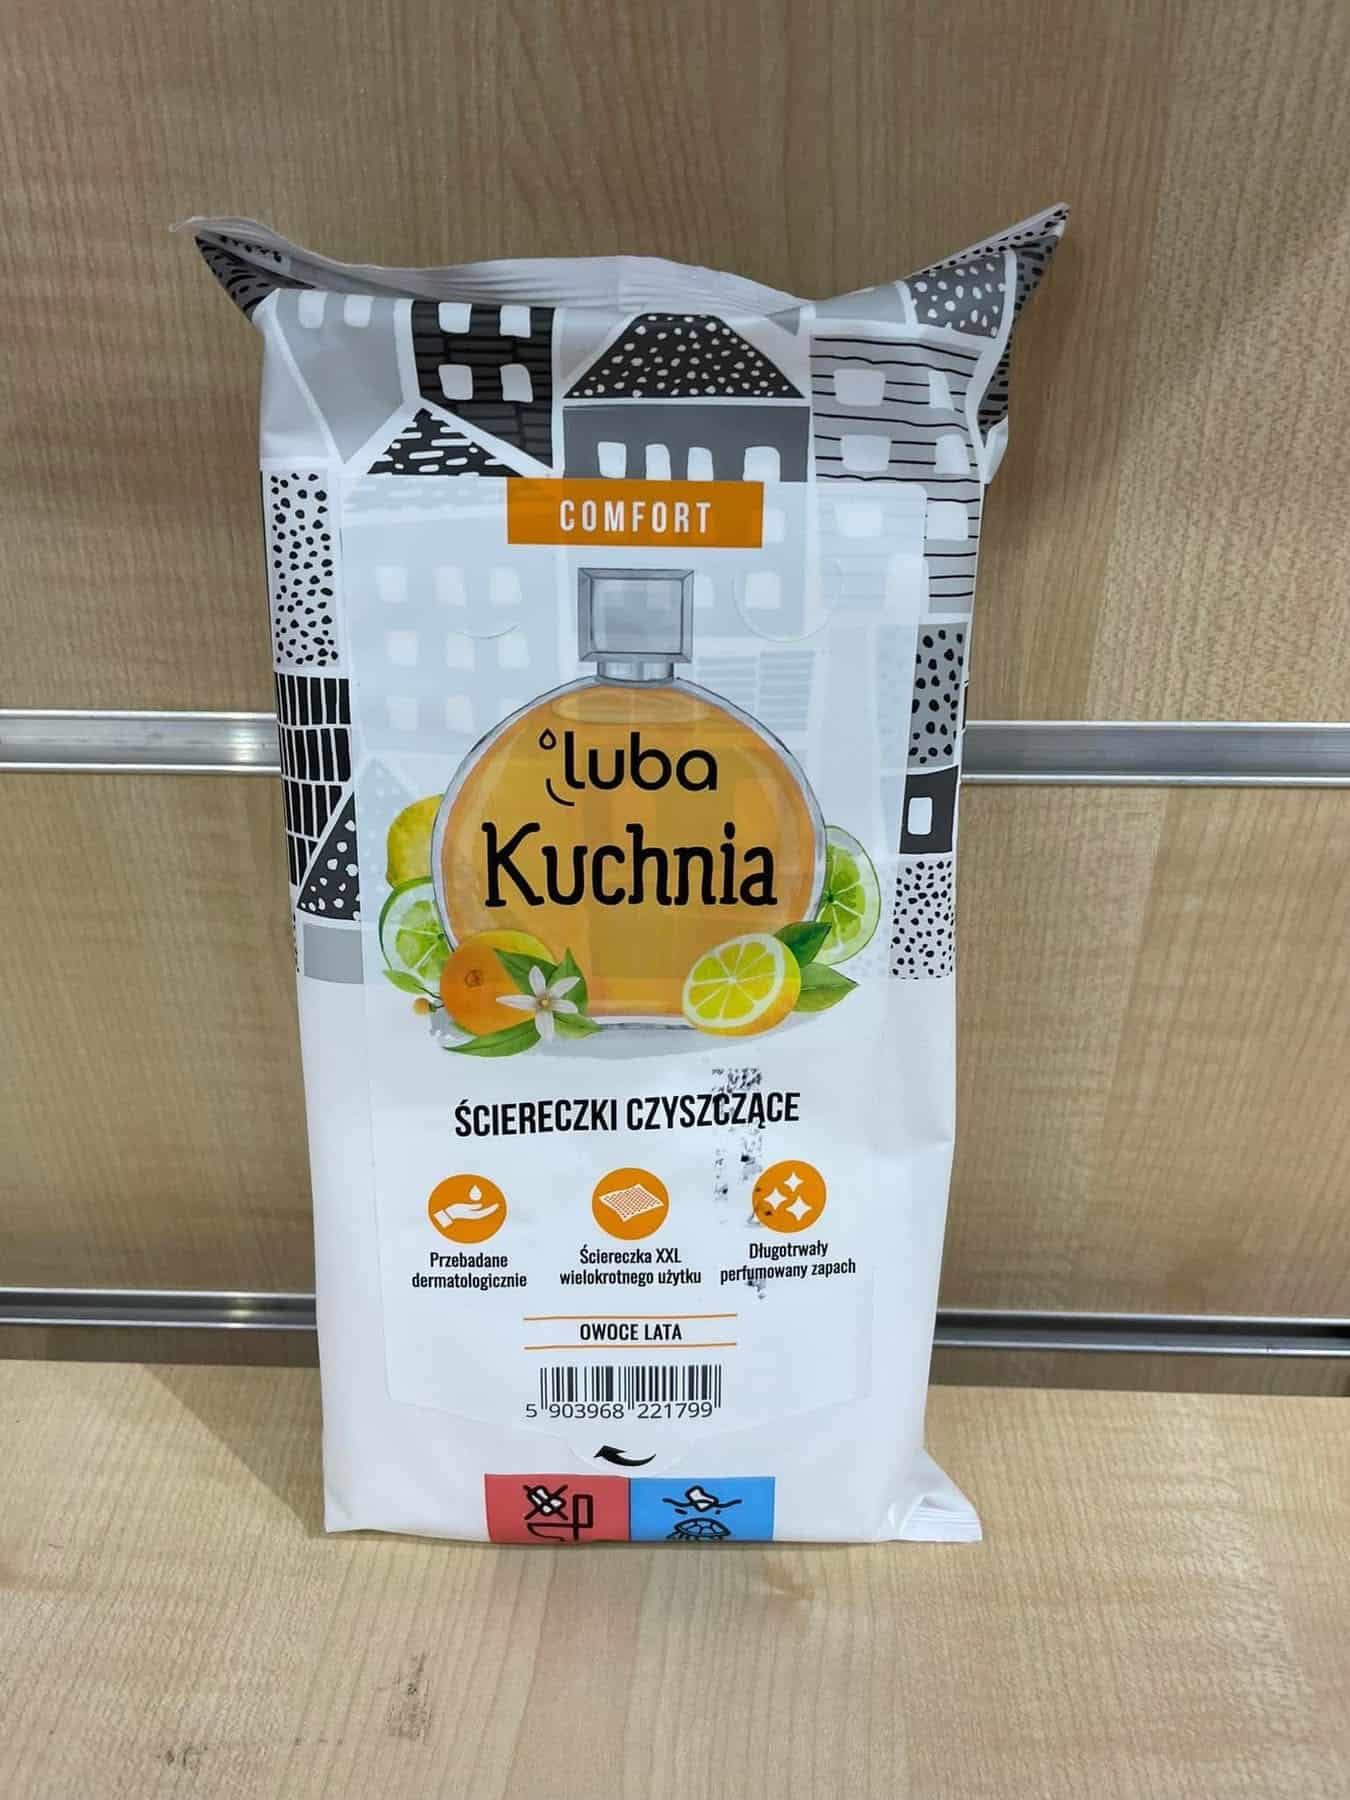 COMFORT
luba
Kuchnia
ŚCIERECZKI CZYSZCZĄCE
Przebadane
dermatologicznie
Ściereczka XXL
wielokrotnego użytku
Długotrwały
perfumowany zapach
OWOCE LATA
5 903968 221799